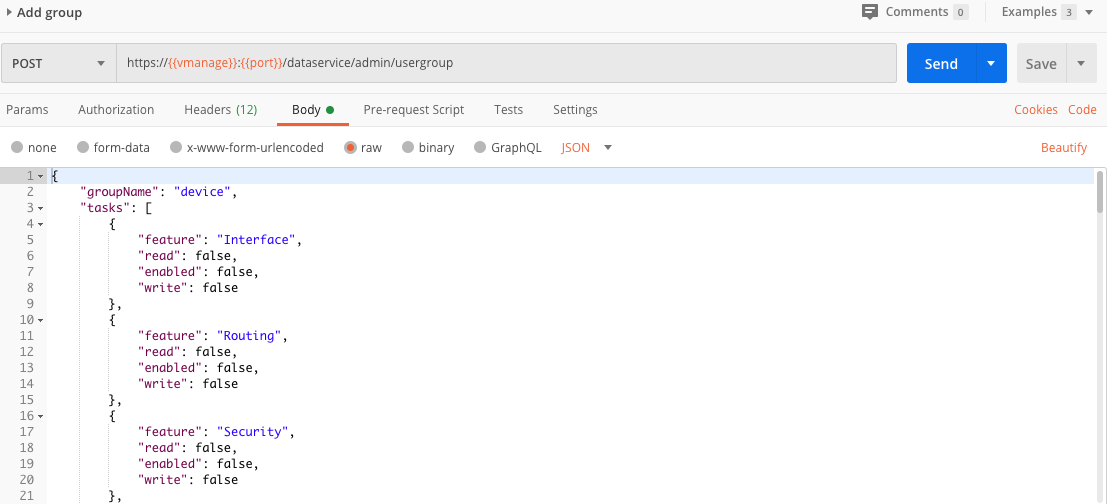 Add group Comments 0 Examples 3
POST https://{{vmanage}}:{{port}}/dataservice/admin/usergroup Send Save
Params Authorization Headers (12) Body Pre-request Script Tests Settings Cookies Code
none form-data x-www-form-urlencoded raw binary GraphQL JSON Beautify
1 {
2 "groupName": "device",
3 "tasks": [
4 {
5 "feature": "Interface",
6 "read": false,
7 "enabled": false,
8 "write": false
9 },
10 {
11 "feature": "Routing",
12 "read": false,
13 "enabled": false,
14 "write": false
15 },
16 {
17 "feature": "Security",
18 "read": false,
19 "enabled": false,
20 "write": false
21 },